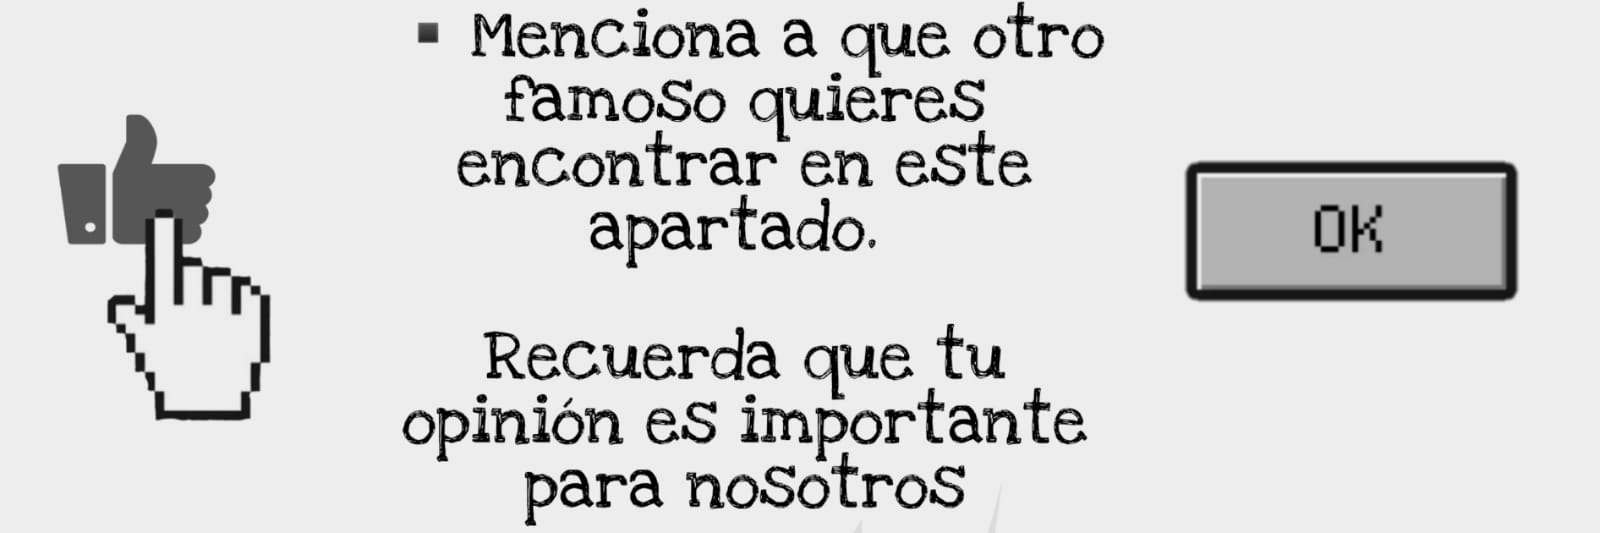 ▪ Menciona a que otro
famoso quieres
encontrar en este
apartado.
OK
Recuerda que tu
opinión es importante
para nosotros